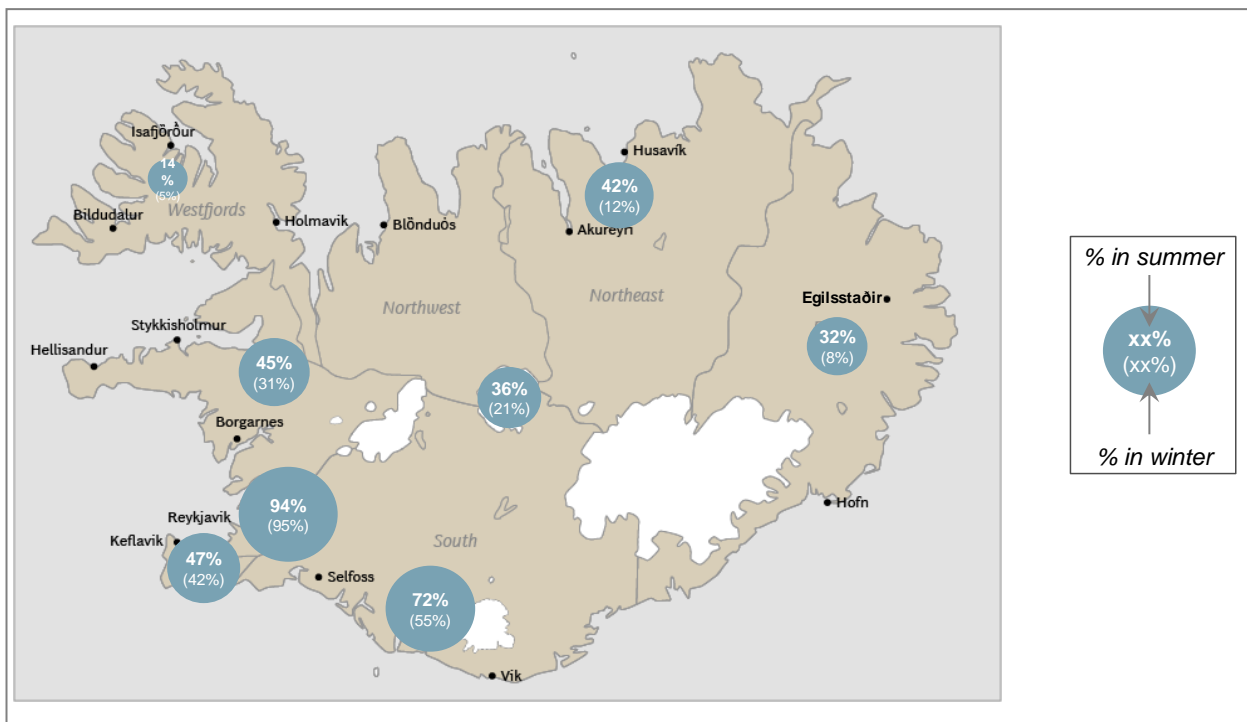 Isafjörður
14
%
(5%)
Westfjords
Bildudalur
Holmavik
Blönduós
Husavík
42%
(12%)
Akureyri
Northwest
Northeast
Egilsstaðir
32%
(8%)
Stykkisholmur
Hellisandur
45%
(31%)
36%
(21%)
Borgarnes
94%
(95%)
Reykjavik
Keflavik
47%
(42%)
Selfoss
South
72%
(55%)
Vik
Hofn
% in summer
xx%
(xx%)
% in winter